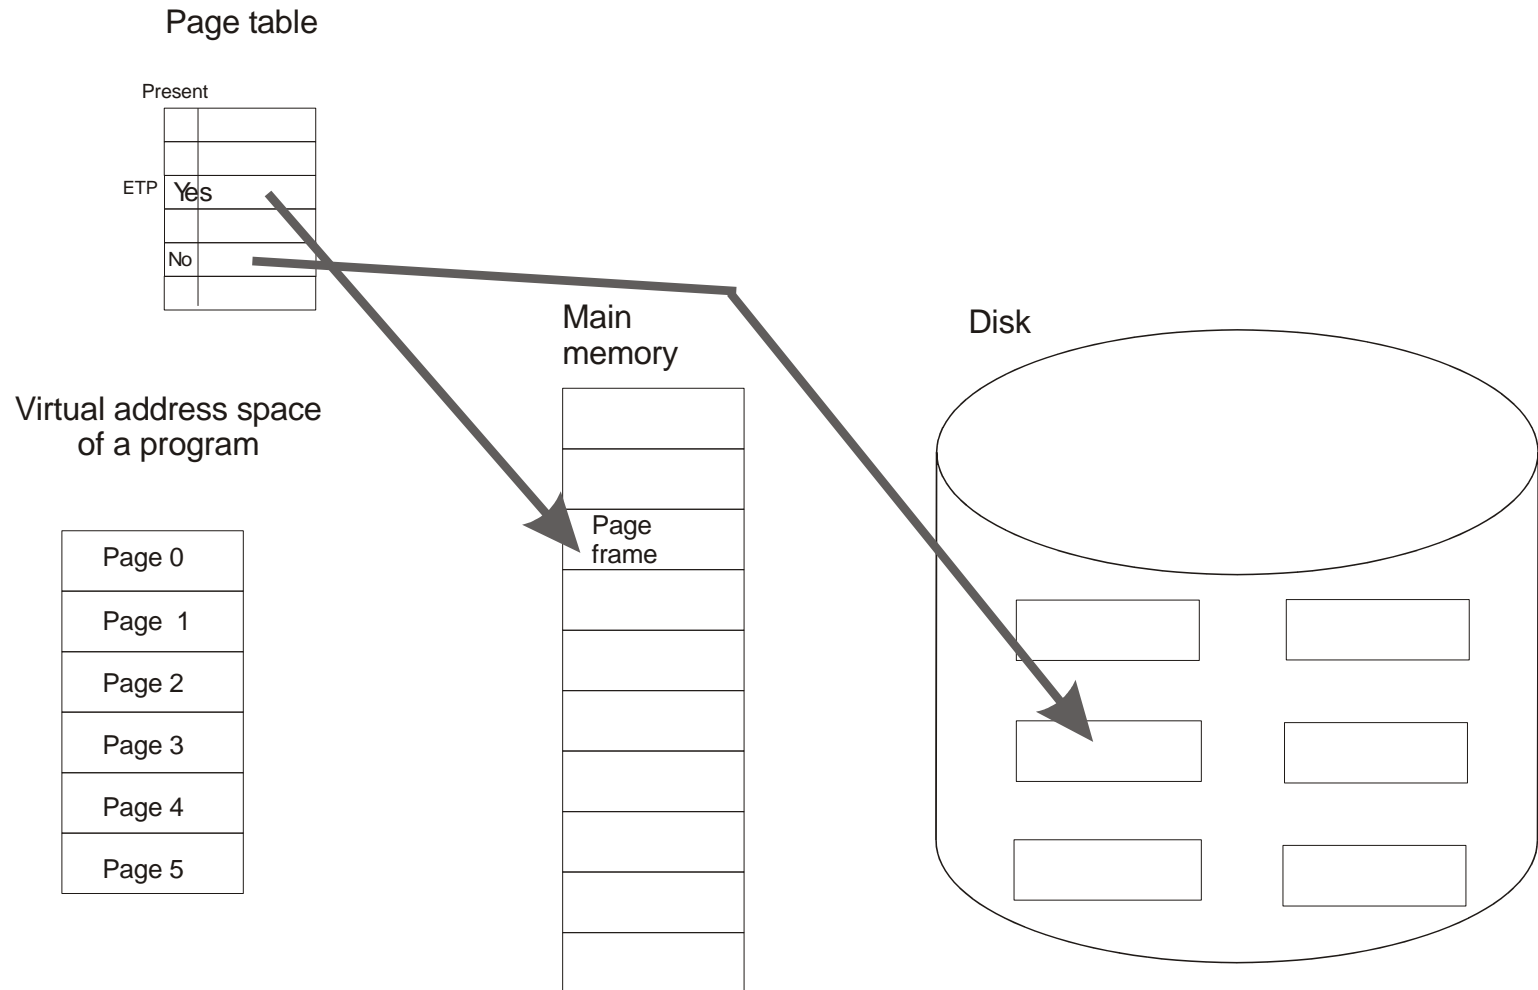 Page table
Present
ETP Yes
No
Main
memory
Disk
Virtual address space
of a program
Page
frame
Page 0
Page 1
Page 2
Page 3
Page 4
Page 5